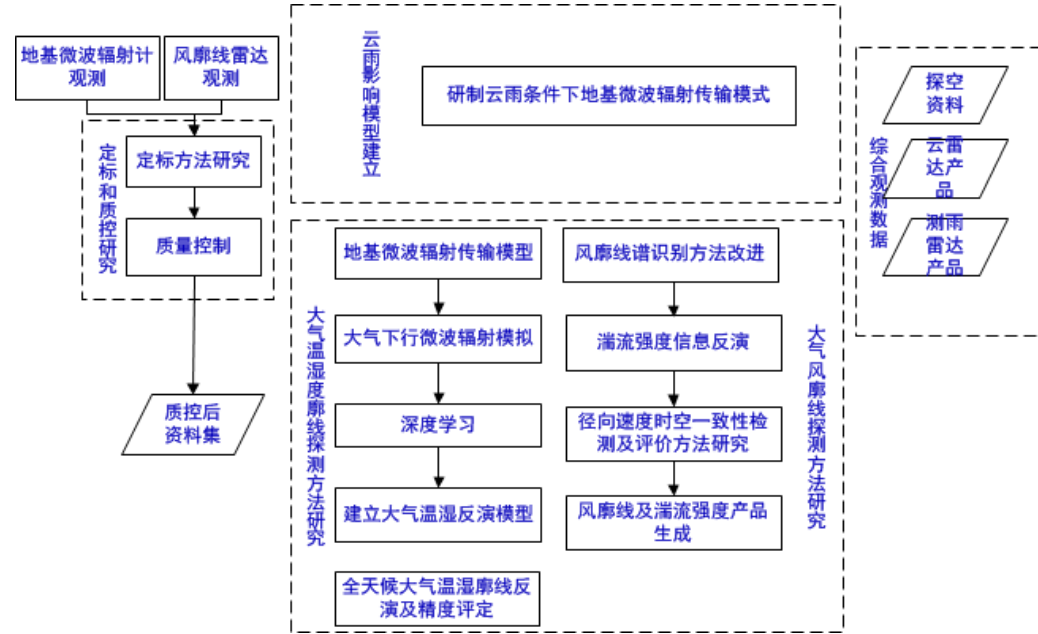 地基微波辐射计
观测
风廓线雷达
观测
定标和质控研究
定标方法研究
质量控制
质控后
资料集
云雨影响模型建立
研制云雨条件下地基微波辐射传输模式
大气温湿度廓线探测方法研究
地基微波辐射传输模型
大气下行微波辐射模拟
深度学习
建立大气温湿反演模型
全天候大气温湿廓线反
演及精度评定
风廓线谱识别方法改进
湍流强度信息反演
径向速度时空一致性检
测及评价方法研究
风廓线及湍流强度产品
生成
大气风廓线探测方法研究
综合观测数据
探空
资料
云雷
达产
品
测雨
雷达
产品